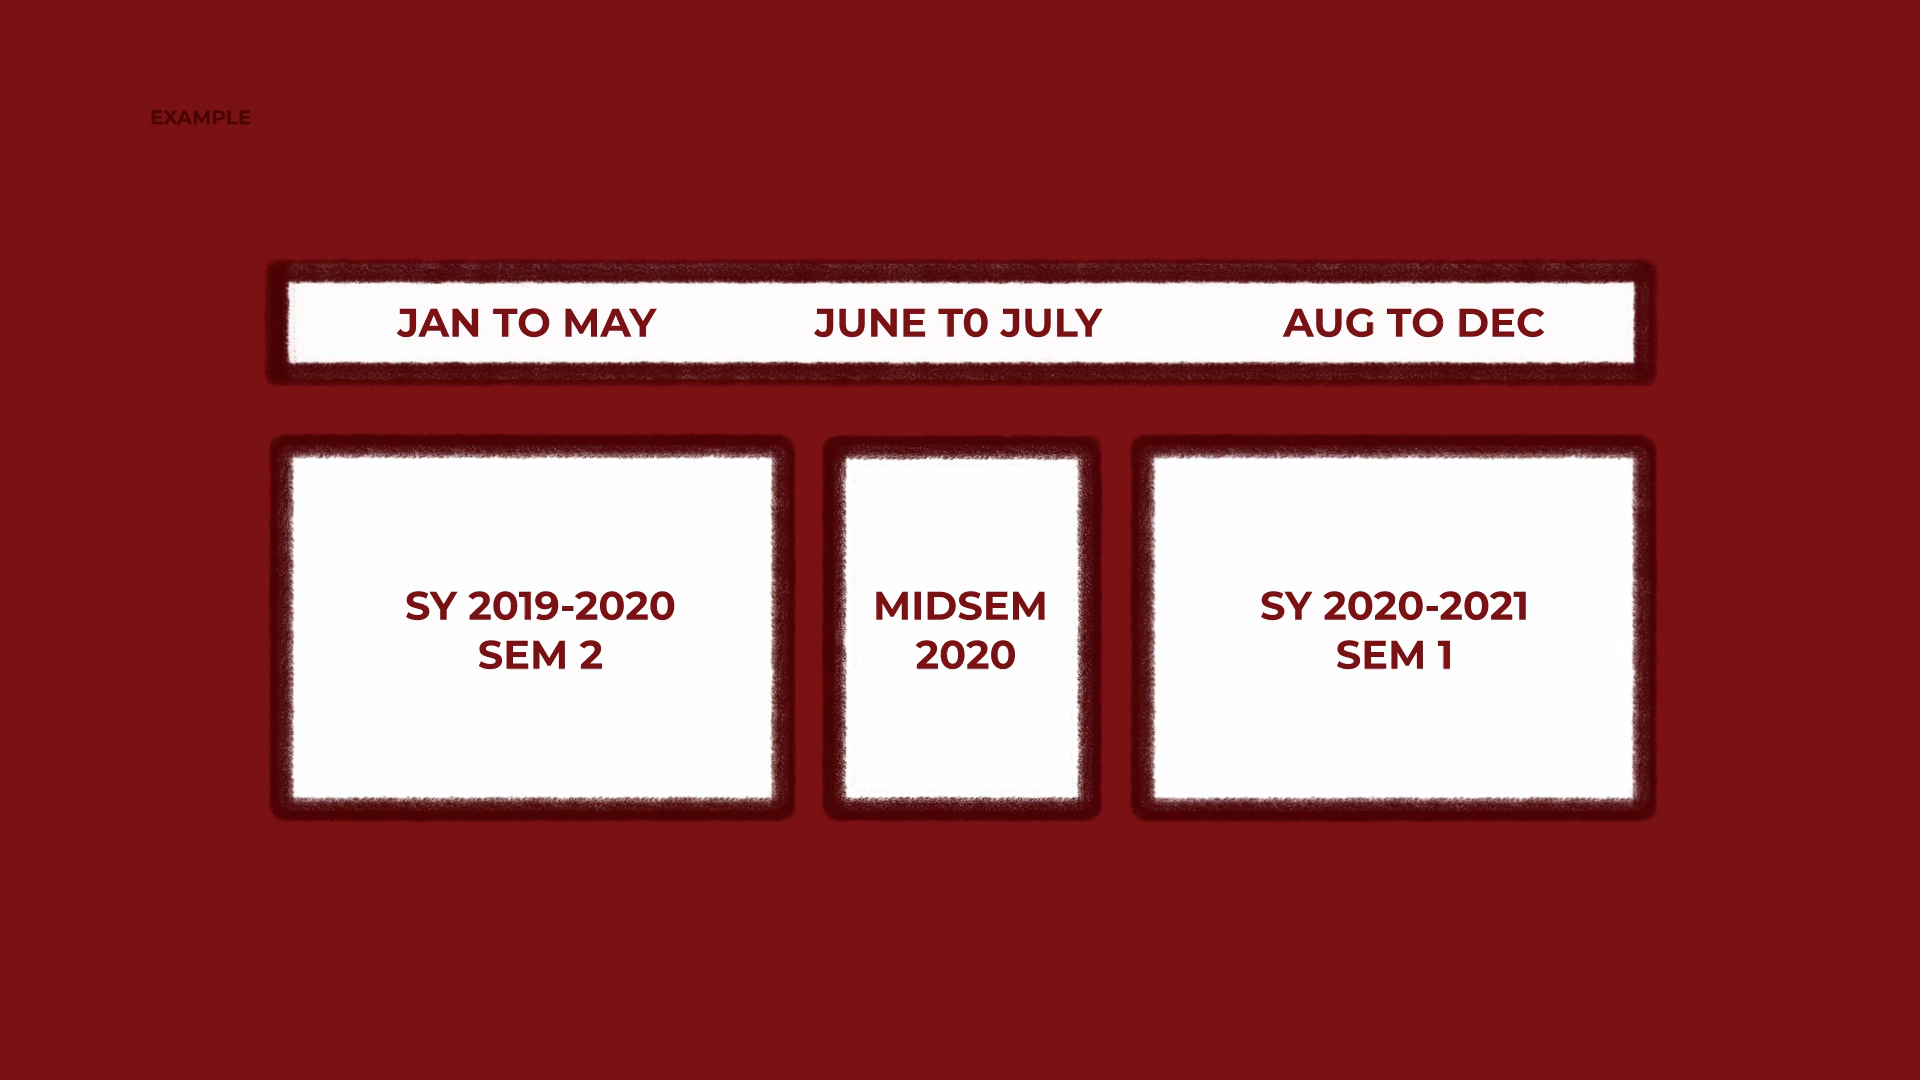 EXAMPLE
JAN TO MAY
JUNE T0 JULY
AUG TO DEC
SY 2019-2020
SEM 2
MIDSEM
2020
SY 2020-2021
SEM 1